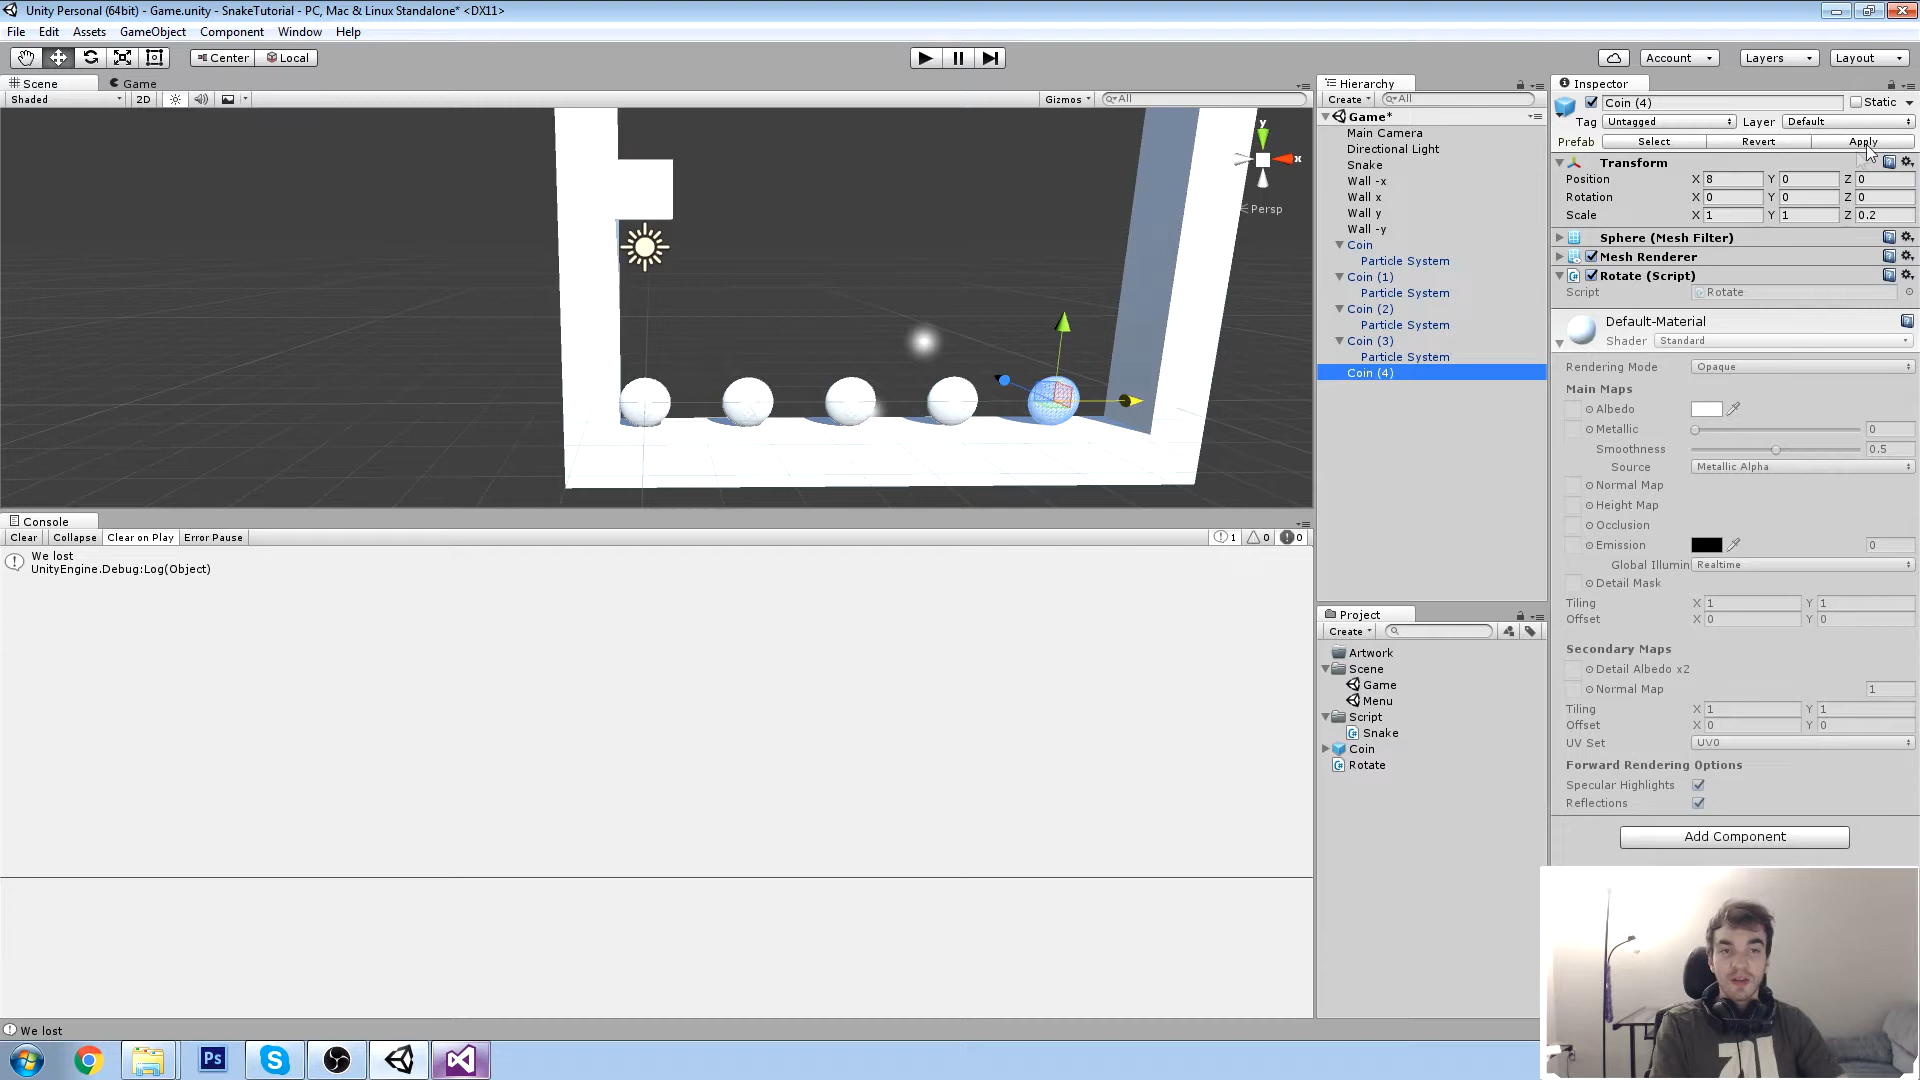 Unity Personal (64bit) - Game.unity - SnakeTutorial - PC, Mac & Linux Standalone* <DX11>
File Edit Assets GameObject Component Window Help
Center Local Account Layers Layout
Scene Game
Shaded 2D Gizmos All
y
x
Persp
Console
Clear Collapse Clear on Play Error Pause 1 0 0
We lost
UnityEngine.Debug:Log(Object)
We lost
Hierarchy
Create All
Game*
Main Camera
Directional Light
Snake
Wall -x
Wall x
Wall y
Wall -y
Coin
Particle System
Coin (1)
Particle System
Coin (2)
Particle System
Coin (3)
Particle System
Coin (4)
Project
Create
Artwork
Scene
Game
Menu
Script
Snake
Coin
Rotate
Inspector
Coin (4) Static
Tag Untagged Layer Default
Prefab Select Revert Apply
Transform
Position X 8 Y 0 Z 0
Rotation X 0 Y 0 Z 0
Scale X 1 Y 1 Z 0.2
Sphere (Mesh Filter)
Mesh Renderer
Rotate (Script)
Script Rotate
Default-Material
Shader Standard
Rendering Mode Opaque
Main Maps
Albedo
Metallic 0
Smoothness 0.5
Source Metallic Alpha
Normal Map
Height Map
Occlusion
Emission 0
Global Illumin Realtime
Detail Mask
Tiling X 1 Y 1
Offset X 0 Y 0
Secondary Maps
Detail Albedo x2
Normal Map 1
Tiling X 1 Y 1
Offset X 0 Y 0
UV Set UV0
Forward Rendering Options
Specular Highlights
Reflections
Add Component
Ps